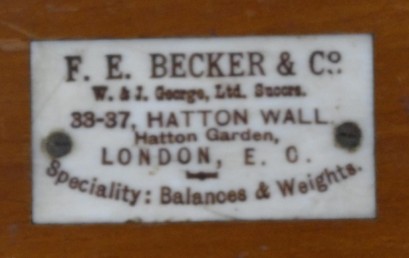 F. E. BECKER & Co.
W. & J. George, Ltd. Succrs.
33-37, HATTON WALL.
Hatton Garden,
LONDON, E. C.
Speciality: Balances & Weights.